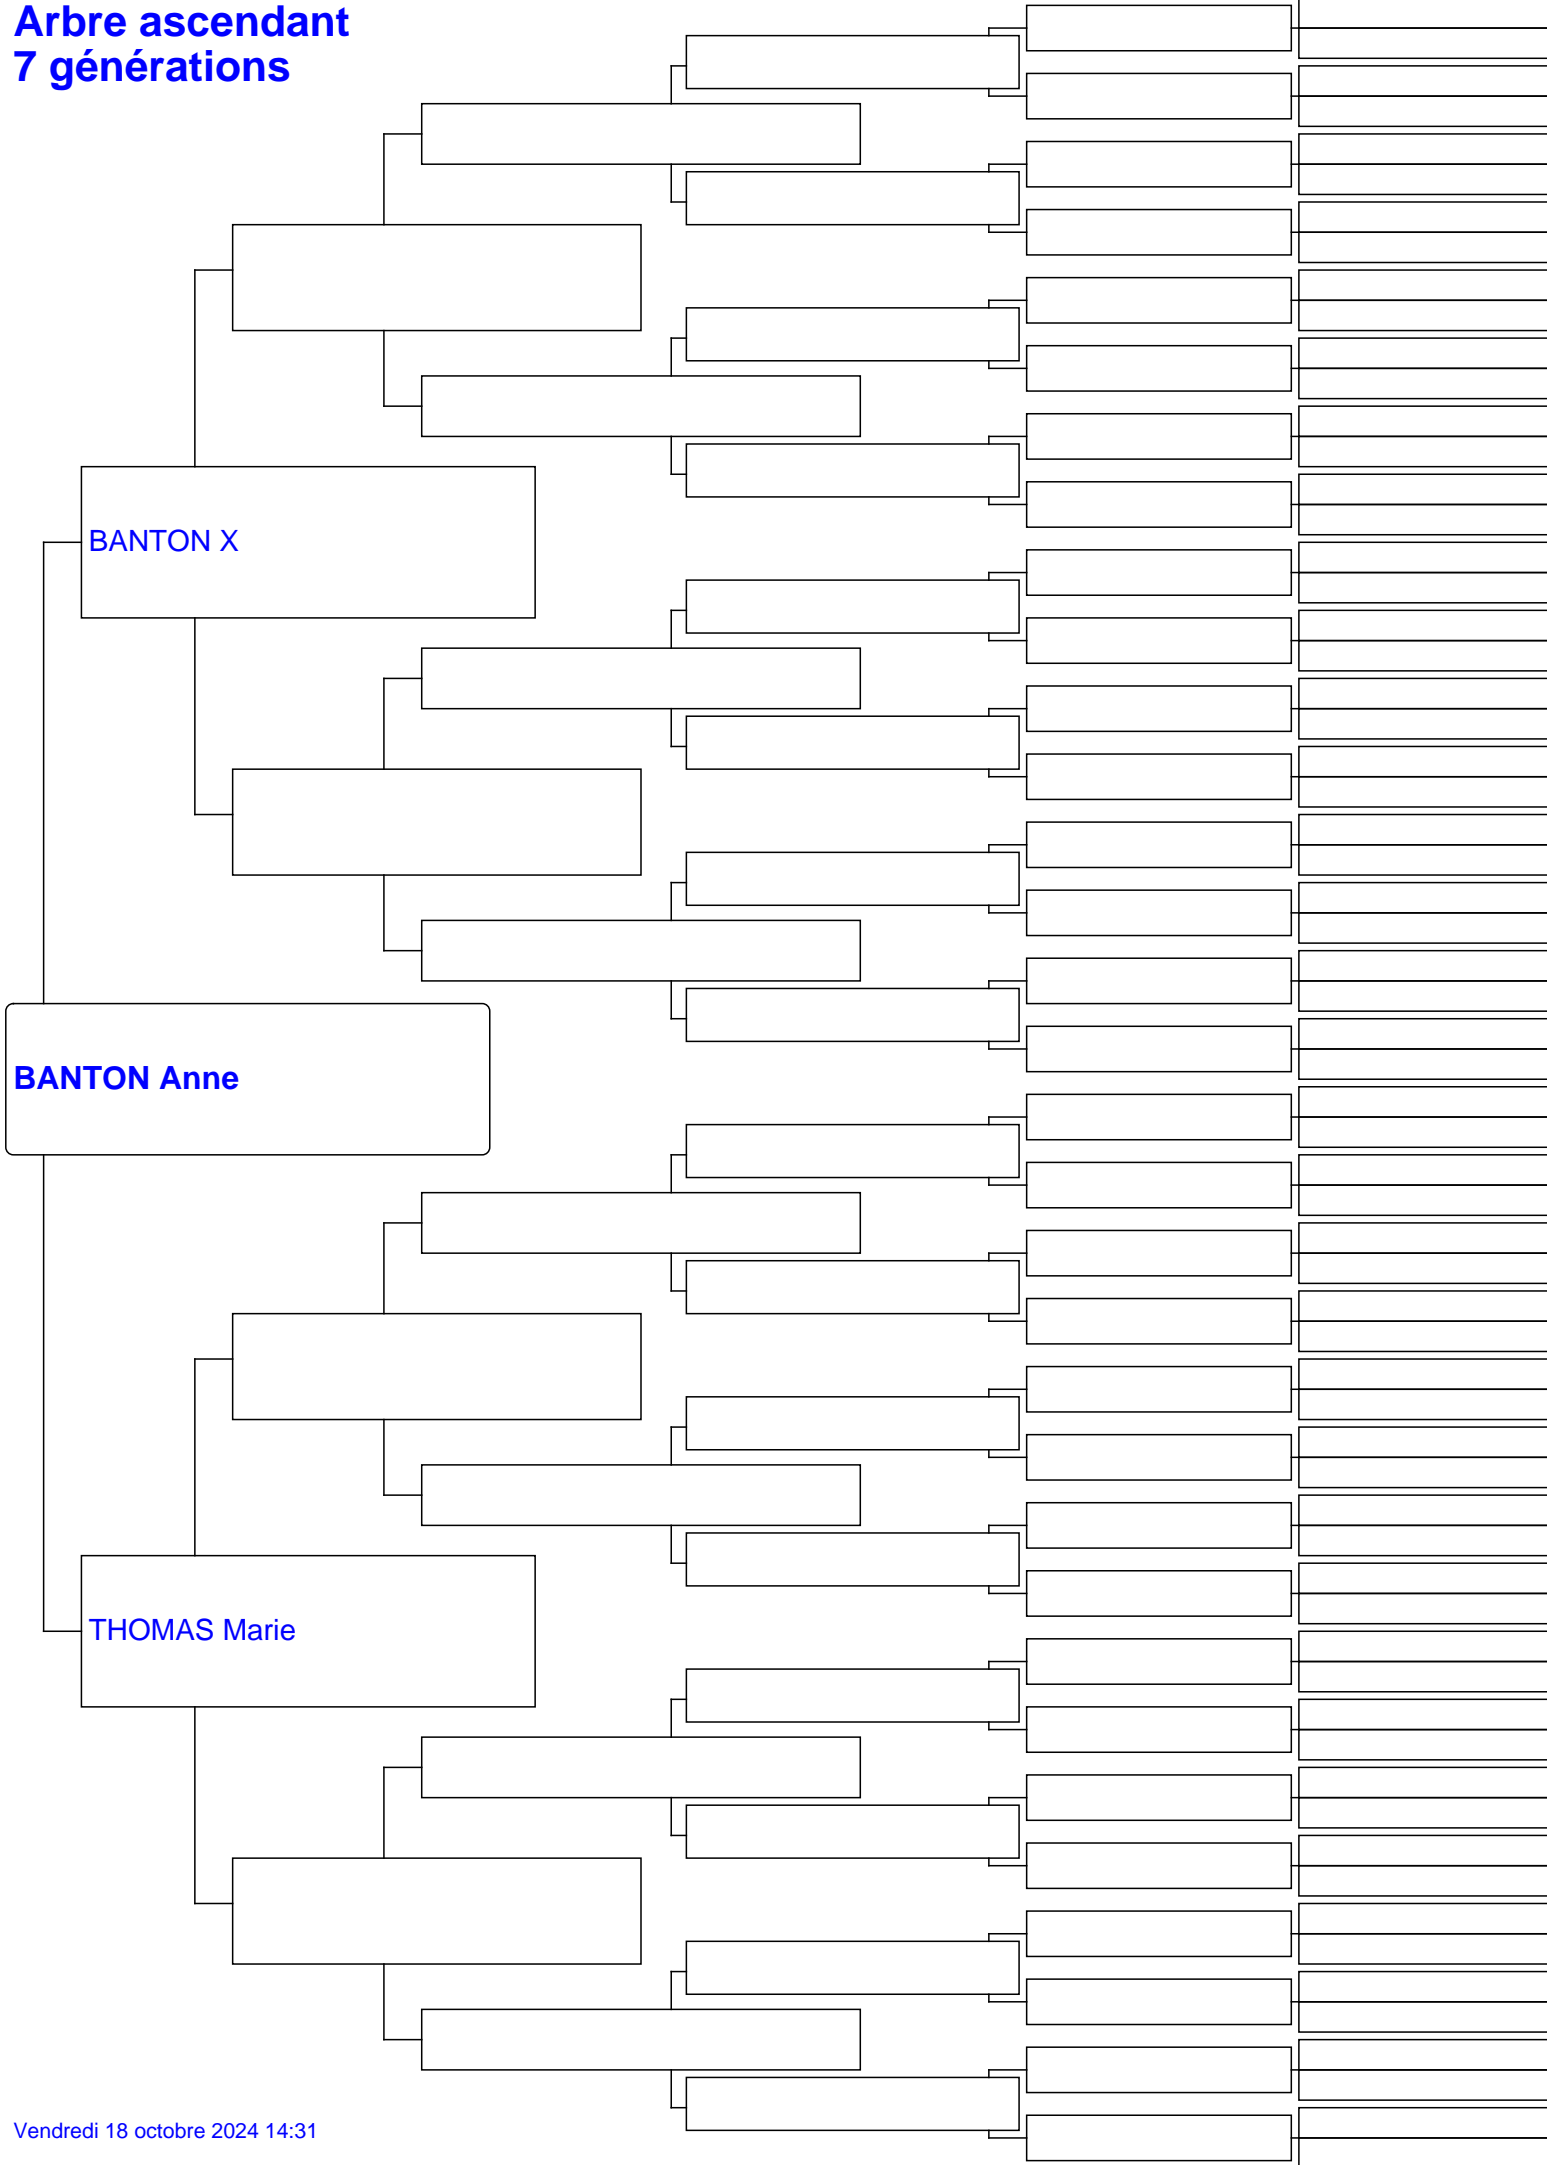 Arbre ascendant
7 générations
BANTON X
BANTON Anne
THOMAS Marie
Vendredi 18 octobre 2024 14:31